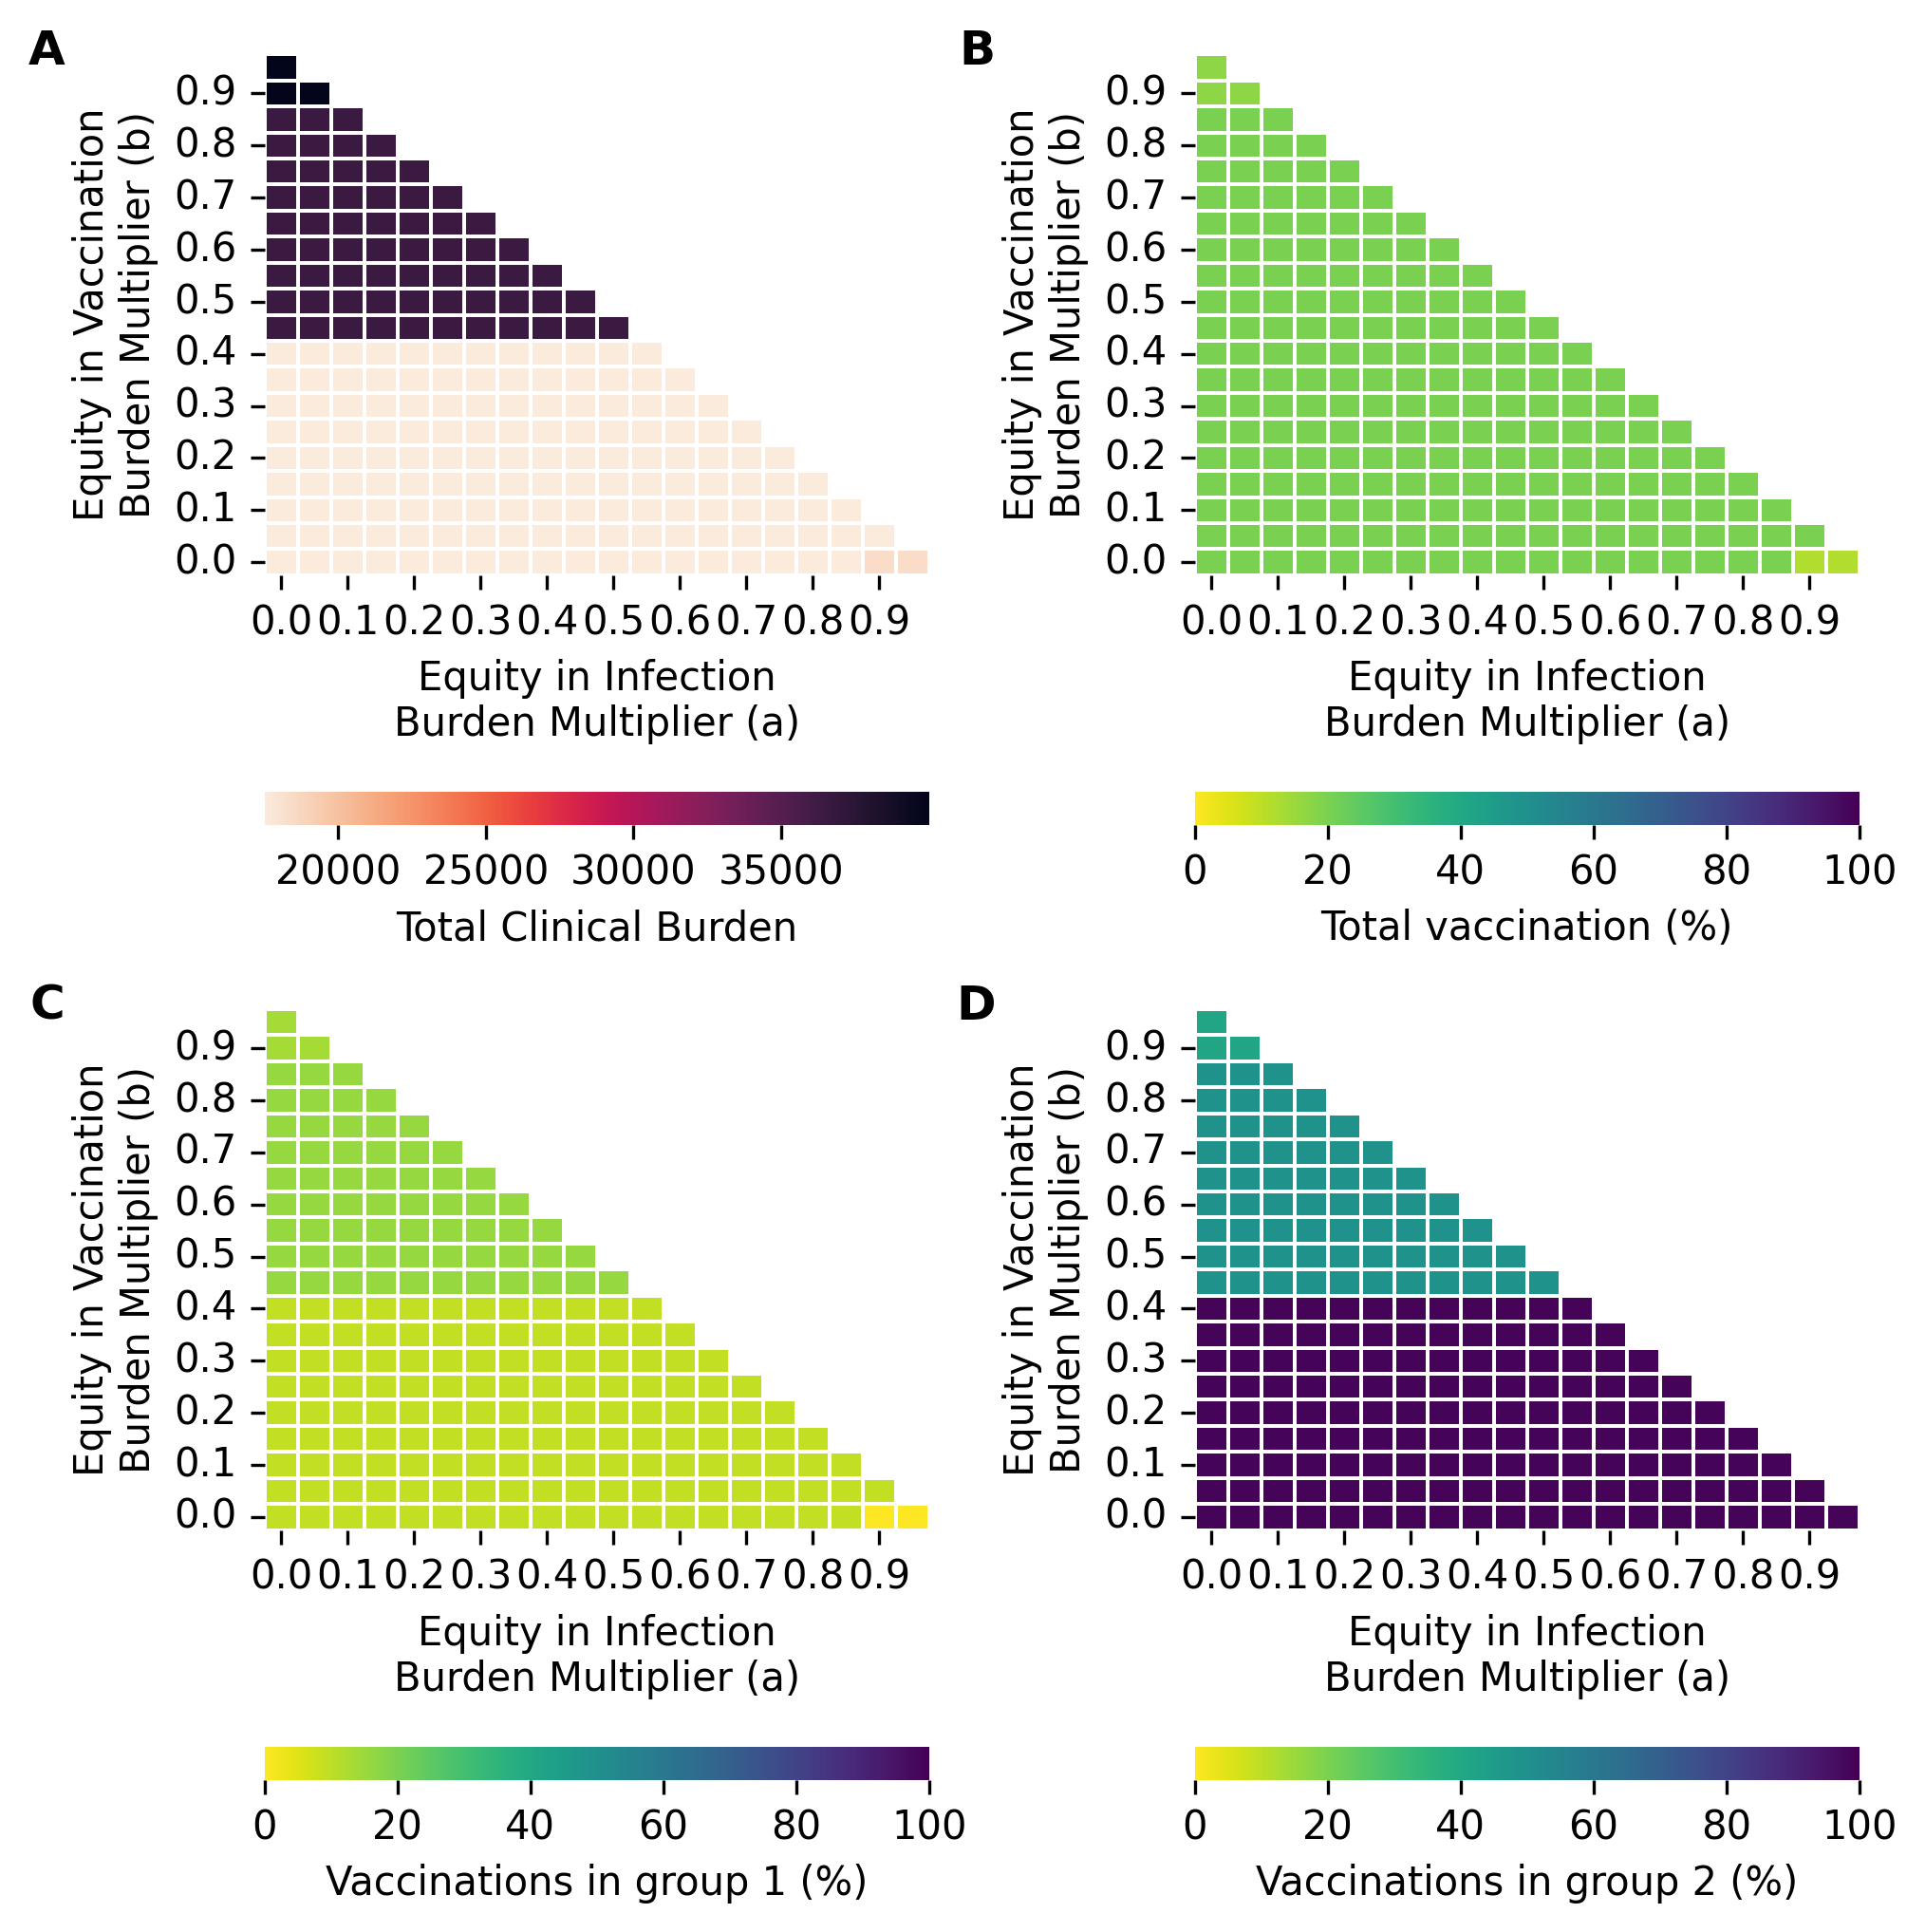 A
Equity in Vaccination
Burden Multiplier (b)
0.9
0.8
0.7
0.6
0.5
0.4
0.3
0.2
0.1
0.0
0.0 0.1 0.2 0.3 0.4 0.5 0.6 0.7 0.8 0.9
Equity in Infection
Burden Multiplier (a)
20000 25000 30000 35000
Total Clinical Burden
B
Equity in Vaccination
Burden Multiplier (b)
0.9
0.8
0.7
0.6
0.5
0.4
0.3
0.2
0.1
0.0
0.0 0.1 0.2 0.3 0.4 0.5 0.6 0.7 0.8 0.9
Equity in Infection
Burden Multiplier (a)
0 20 40 60 80 100
Total vaccination (%)
C
Equity in Vaccination
Burden Multiplier (b)
0.9
0.8
0.7
0.6
0.5
0.4
0.3
0.2
0.1
0.0
0.0 0.1 0.2 0.3 0.4 0.5 0.6 0.7 0.8 0.9
Equity in Infection
Burden Multiplier (a)
0 20 40 60 80 100
Vaccinations in group 1 (%)
D
Equity in Vaccination
Burden Multiplier (b)
0.9
0.8
0.7
0.6
0.5
0.4
0.3
0.2
0.1
0.0
0.0 0.1 0.2 0.3 0.4 0.5 0.6 0.7 0.8 0.9
Equity in Infection
Burden Multiplier (a)
0 20 40 60 80 100
Vaccinations in group 2 (%)